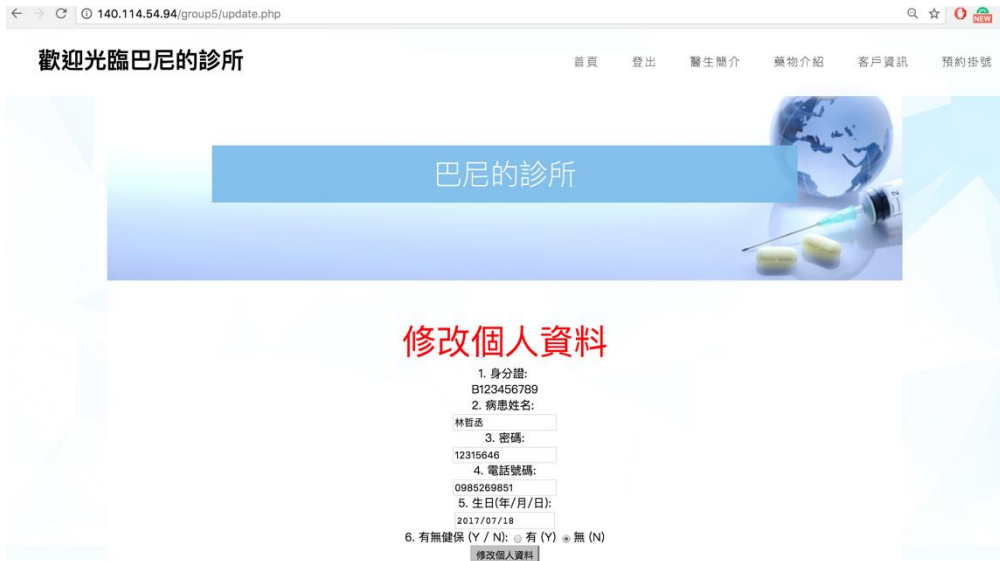 140.114.54.94/group5/update.php
NEW
歡迎光臨巴尼的診所
首頁 登出 醫生簡介 藥物介紹 客戶資訊 預約掛號
巴尼的診所
修改個人資料
1. 身分證:
B123456789
2. 病患姓名:
林哲丞
3. 密碼:
12315646
4. 電話號碼:
0985269851
5. 生日(年/月/日):
2017/07/18
6. 有無健保 (Y / N): 有 (Y) 無 (N)
修改個人資料